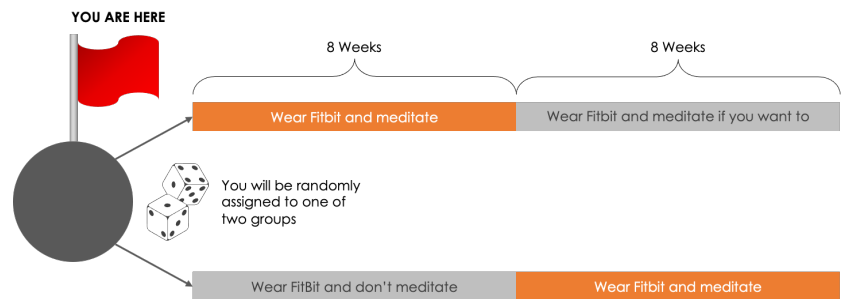 YOU ARE HERE
8 Weeks
8 Weeks
Wear Fitbit and meditate
Wear Fitbit and meditate if you want to
You will be randomly
assigned to one of
two groups
Wear FitBit and don't meditate
Wear Fitbit and meditate